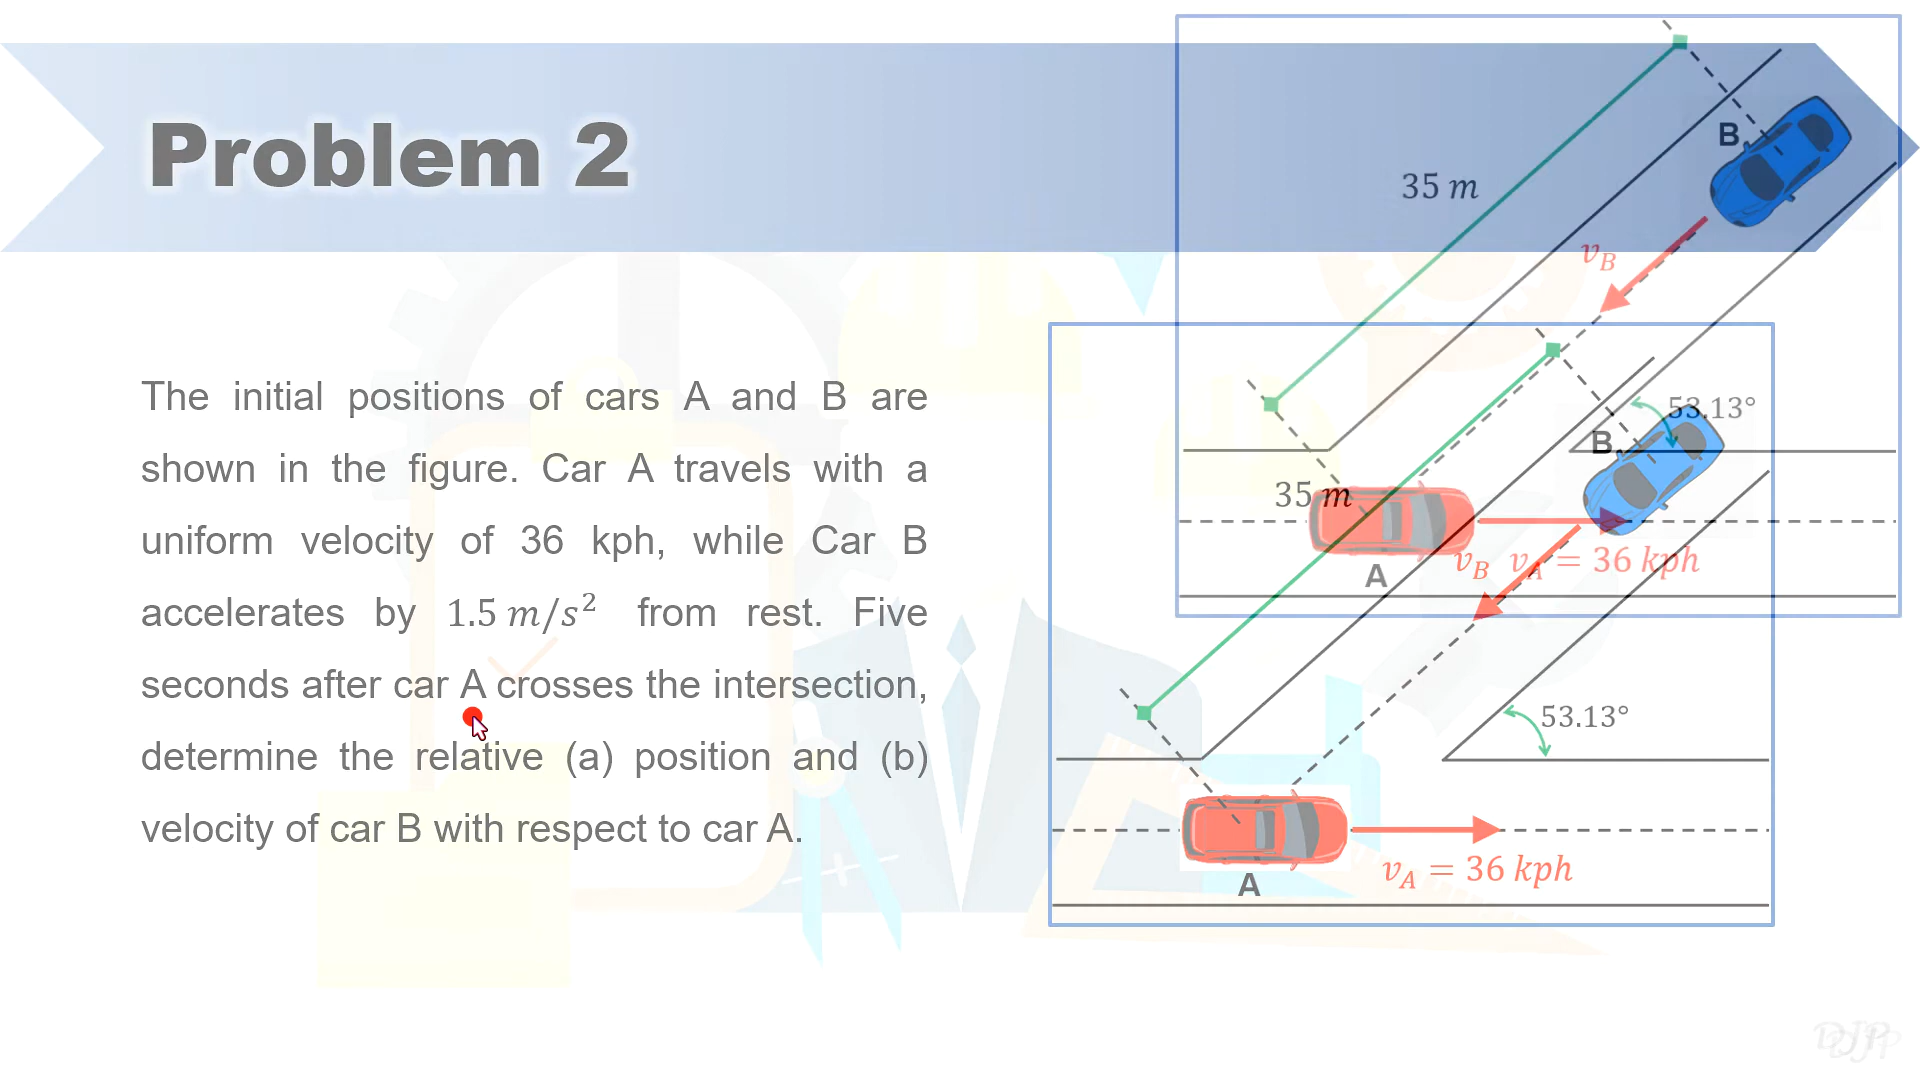 Problem 2
The initial positions of cars A and B are
shown in the figure. Car A travels with a
uniform velocity of 36 kph, while Car B
accelerates by 1.5 m/s² from rest. Five
seconds after car A crosses the intersection,
determine the relative (a) position and (b)
velocity of car B with respect to car A.
B
35 m
v_B
53.13°
A
v_A = 36 kph
B
35 m
v_B
53.13°
A
v_A = 36 kph